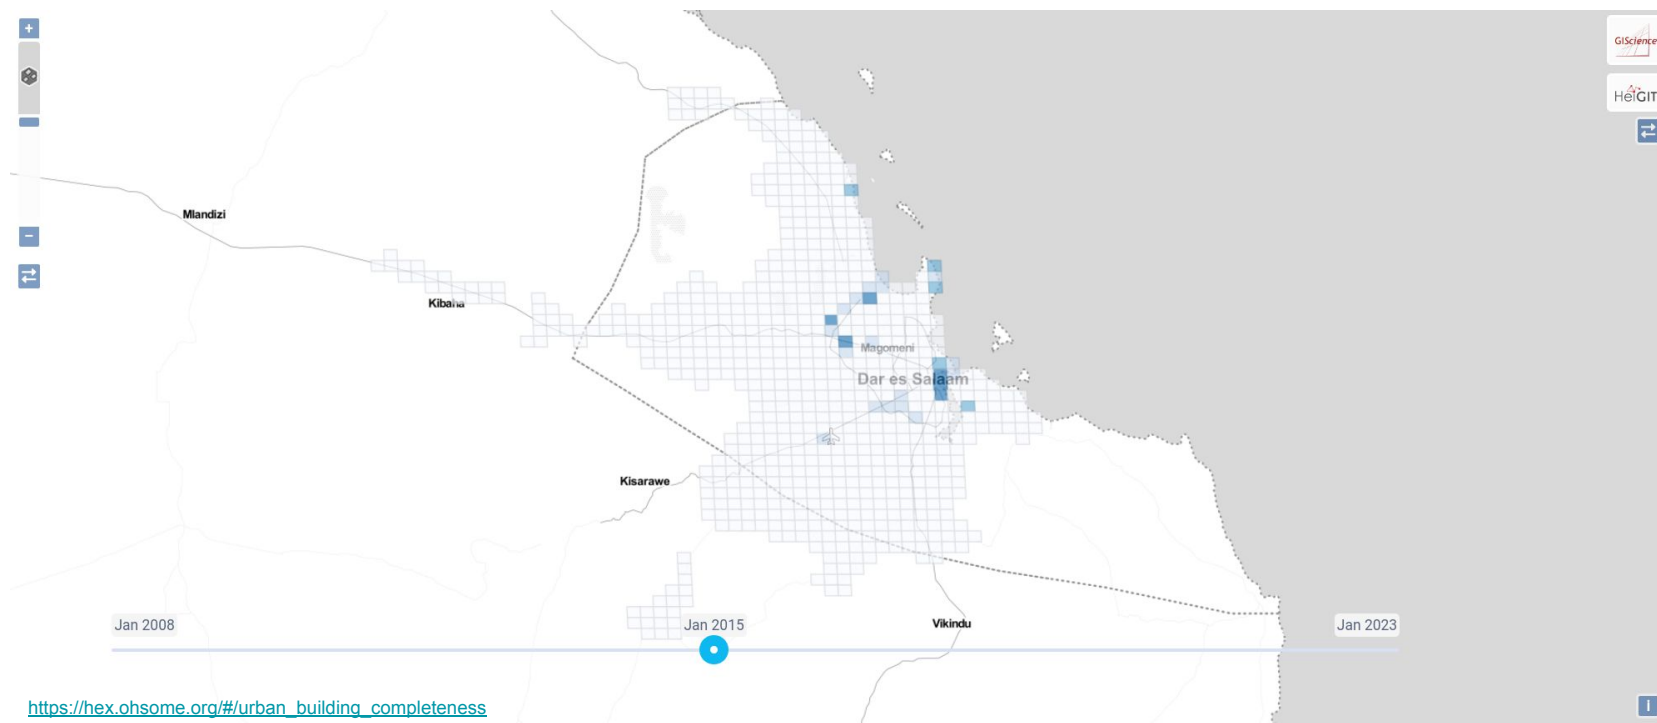 +
GIScience
HeiGIT
Mlandizi
−
Kibaha
Magomeni
Dar es Salaam
Kisarawe
Jan 2008
Jan 2015
Vikindu
Jan 2023
https://hex.ohsome.org/#/urban_building_completeness
i